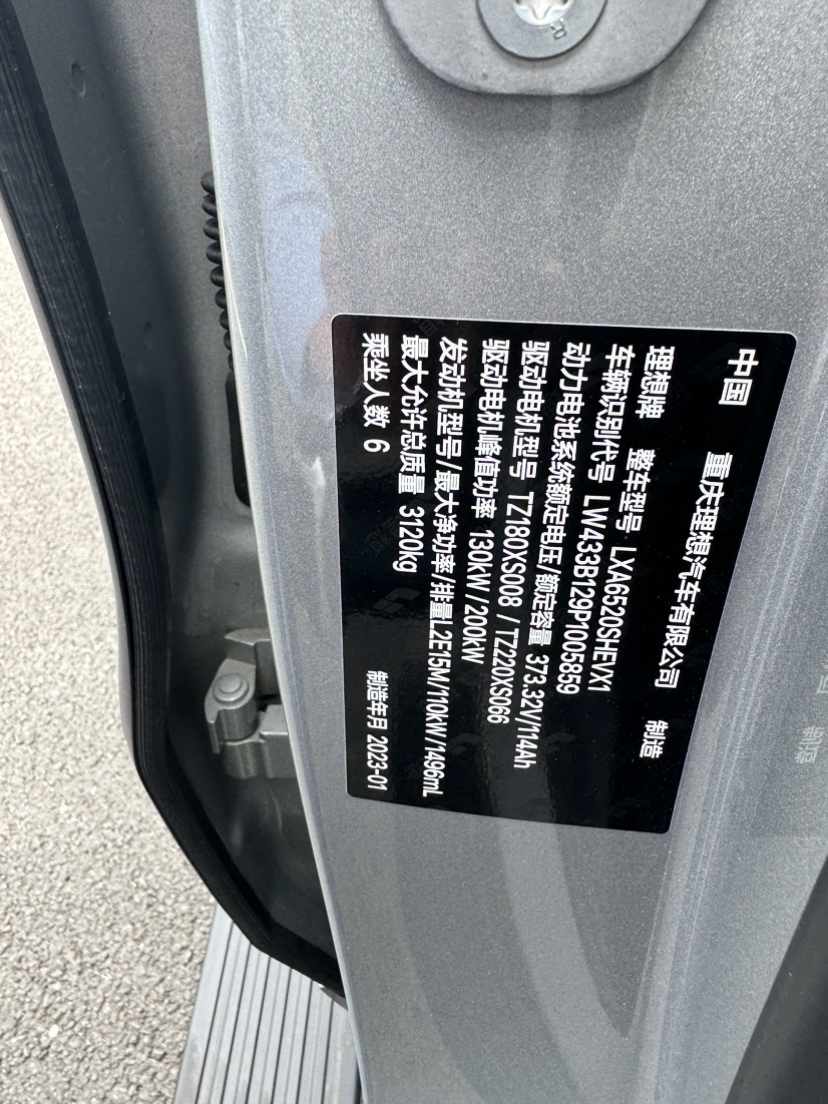 中国 重庆理想汽车有限公司 制造
理想牌 整车型号 LXA6520SHEVX1
车辆识别代号 LW433B129P1005859
动力电池系统额定电压/额定容量 373.32V/114Ah
驱动电机型号 TZ180XS008 / TZ220XS066
驱动电机峰值功率 130kW / 200kW
发动机型号/最大净功率/排量L2E15M/110kW/1496mL
最大允许总质量 3120kg
乘坐人数 6 制造年月 2023-01